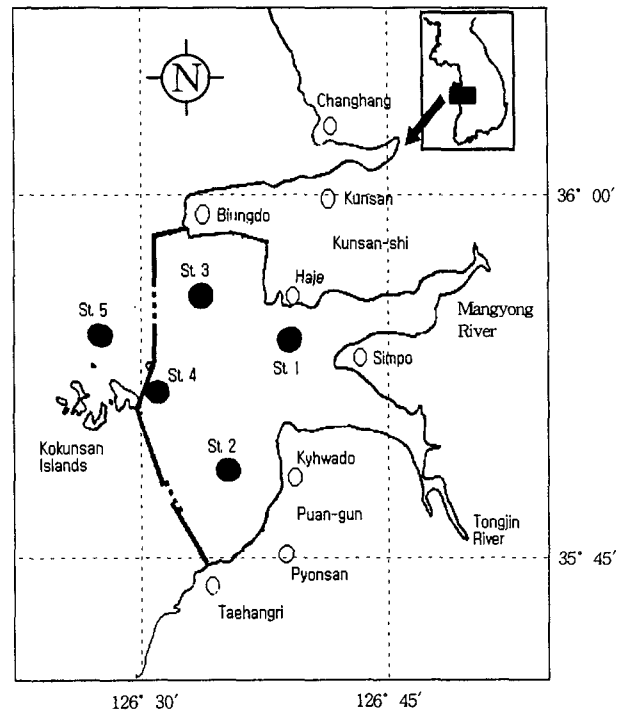 N
Changhang
36° 00′
Kunsan
Biungdo
Kunsan-shi
St. 3
Haje
Mangyong
River
St. 5
St. 1
Simpo
St. 4
Kokunsan
Islands
St. 2
Kyhwado
Puan-gun
Tongjin
River
35° 45′
Pyonsan
Taehangri
126° 30′
126° 45′